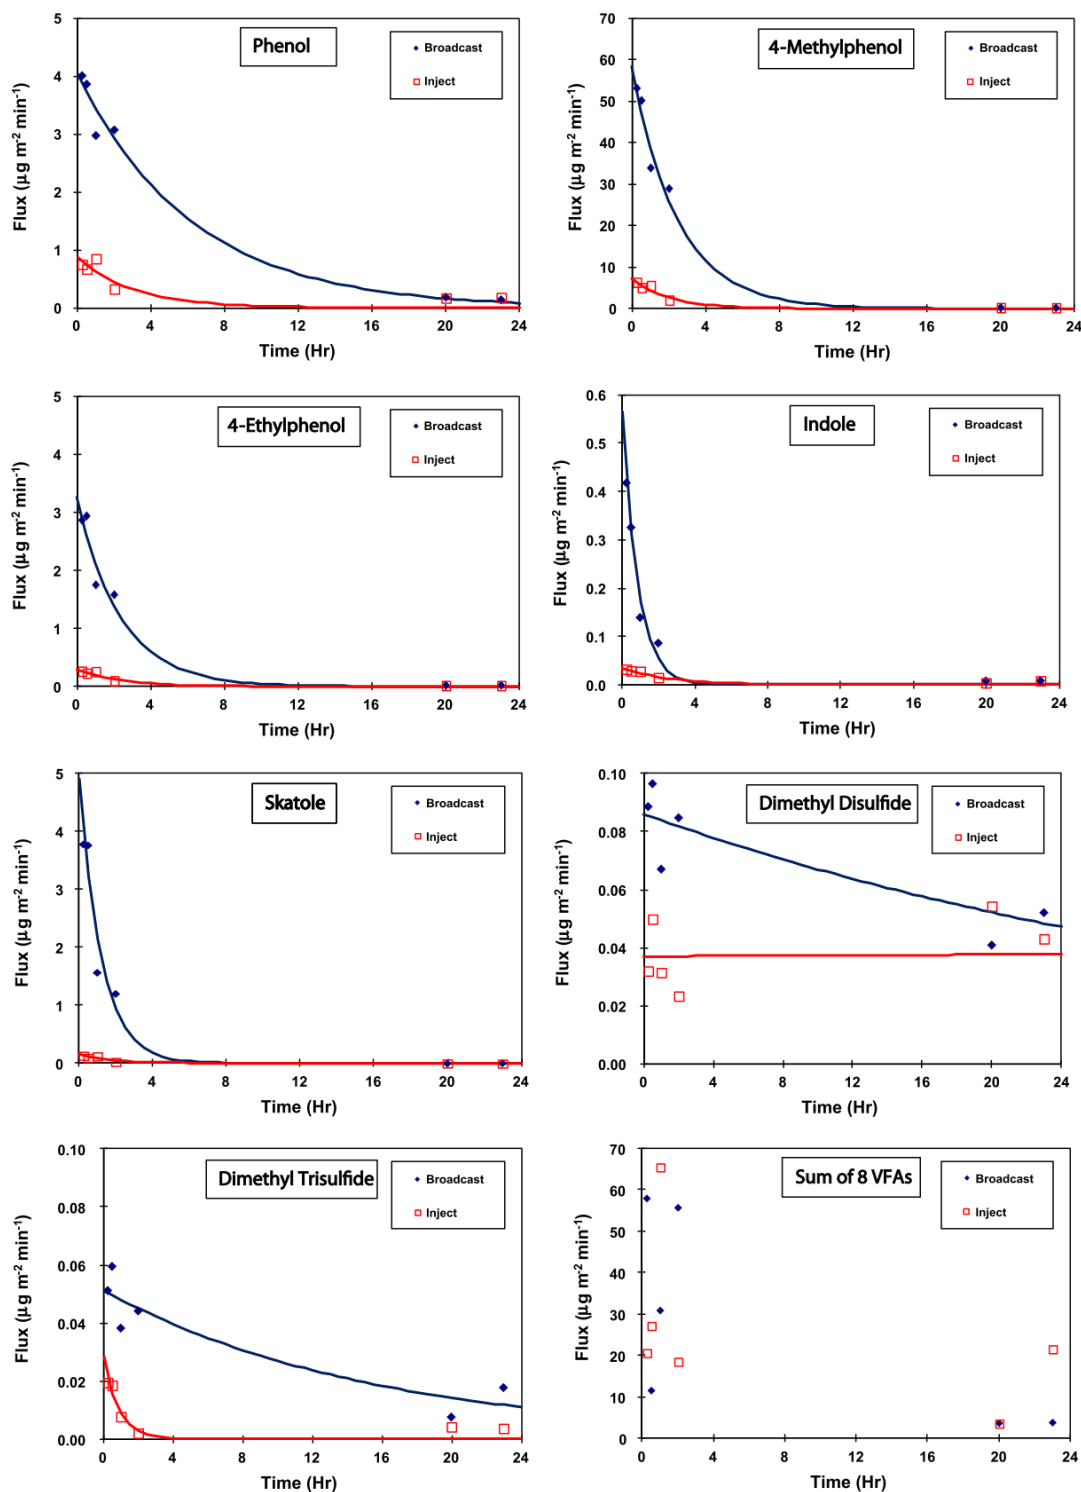 Phenol
Broadcast
Inject
Flux (µg m-2 min-1)
5
4
3
2
1
0
0 4 8 12 16 20 24
Time (Hr)
4-Methylphenol
Broadcast
Inject
Flux (µg m-2 min-1)
70
60
50
40
30
20
10
0
0 4 8 12 16 20 24
Time (Hr)
4-Ethylphenol
Broadcast
Inject
Flux (µg m-2 min-1)
5
4
3
2
1
0
0 4 8 12 16 20 24
Time (Hr)
Indole
Broadcast
Inject
Flux (µg m-2 min-1)
0.6
0.5
0.4
0.3
0.2
0.1
0.0
0 4 8 12 16 20 24
Time (Hr)
Skatole
Broadcast
Inject
Flux (µg m-2 min-1)
5
4
3
2
1
0
0 4 8 12 16 20 24
Time (Hr)
Dimethyl Disulfide
Broadcast
Inject
Flux (µg m-2 min-1)
0.10
0.08
0.06
0.04
0.02
0.00
0 4 8 12 16 20 24
Time (Hr)
Dimethyl Trisulfide
Broadcast
Inject
Flux (µg m-2 min-1)
0.10
0.08
0.06
0.04
0.02
0.00
0 4 8 12 16 20 24
Time (Hr)
Sum of 8 VFAs
Broadcast
Inject
Flux (µg m-2 min-1)
70
60
50
40
30
20
10
0
0 4 8 12 16 20 24
Time (Hr)